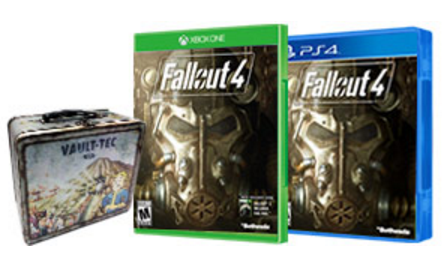 VAULT-TEC
XBOX ONE
Fallout 4
M
Bethesda
PS4
Fallout 4
Bethesda